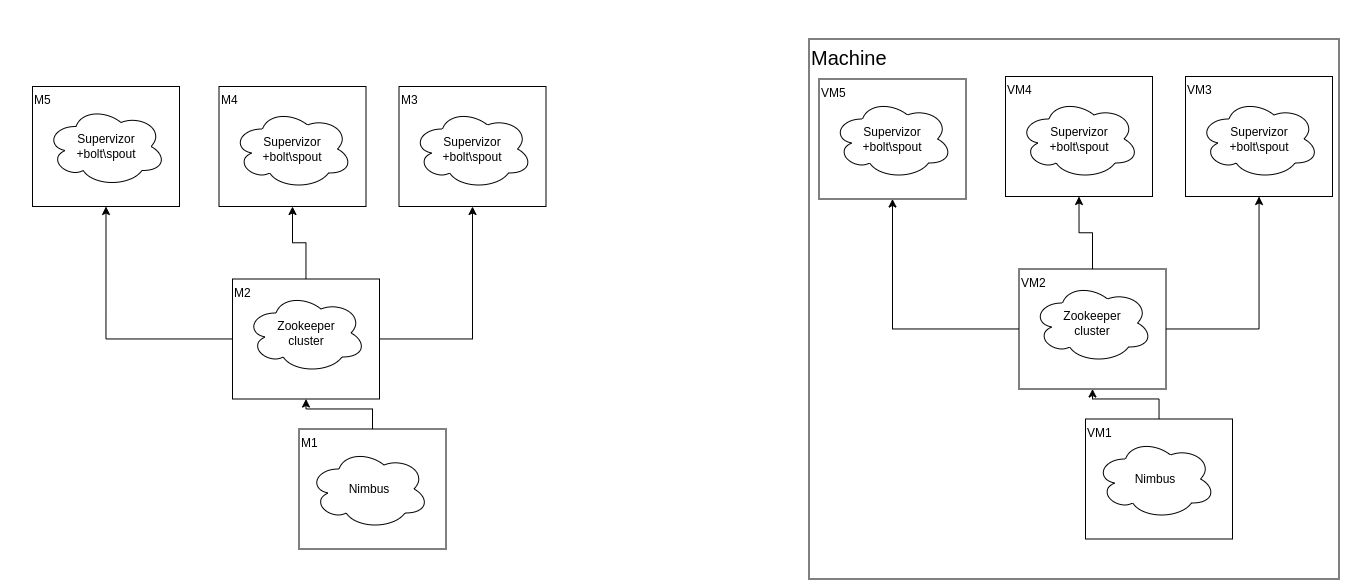 M5
Supervizor
+bolt\spout
M4
Supervizor
+bolt\spout
M3
Supervizor
+bolt\spout
M2
Zookeeper
cluster
M1
Nimbus
Machine
VM5
Supervizor
+bolt\spout
VM4
Supervizor
+bolt\spout
VM3
Supervizor
+bolt\spout
VM2
Zookeeper
cluster
VM1
Nimbus